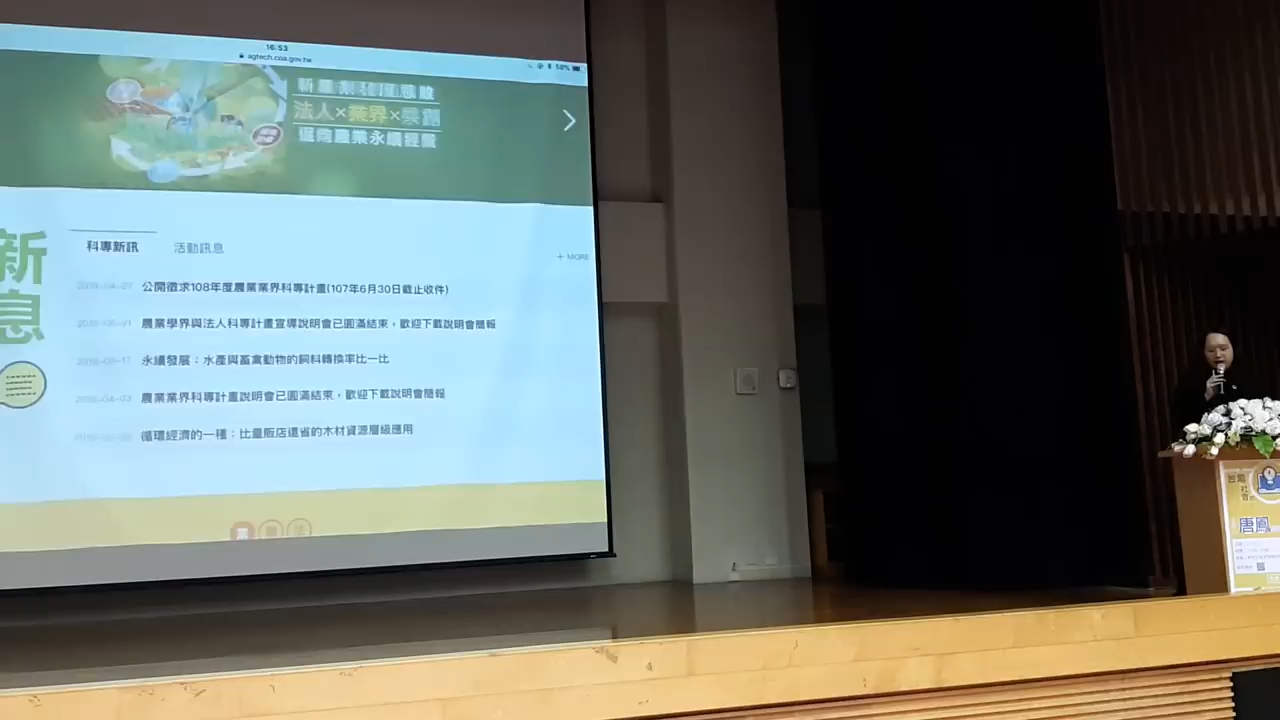 16:53
agtech.coa.gov.tw
58%
法人×業界×
農業永續經營
新
息
科專新訊
活動訊息
+ MORE
公開徵求108年度農業業界科專計畫(107年6月30日截止收件)
農業學界與法人科專計畫宣導說明會已圓滿結束，歡迎下載說明會簡報
永續發展：水產與畜禽動物的飼料轉換率比一比
農業業界科專計畫說明會已圓滿結束，歡迎下載說明會簡報
循環經濟的一種：比蓋飯店還省的木材資源層級應用
唐鳳